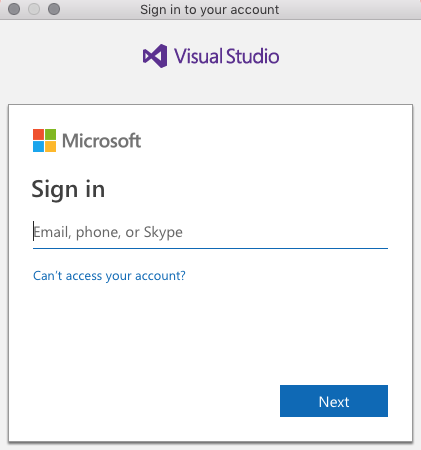 Sign in to your account
Visual Studio
Microsoft
Sign in
Email, phone, or Skype
Can't access your account?
Next